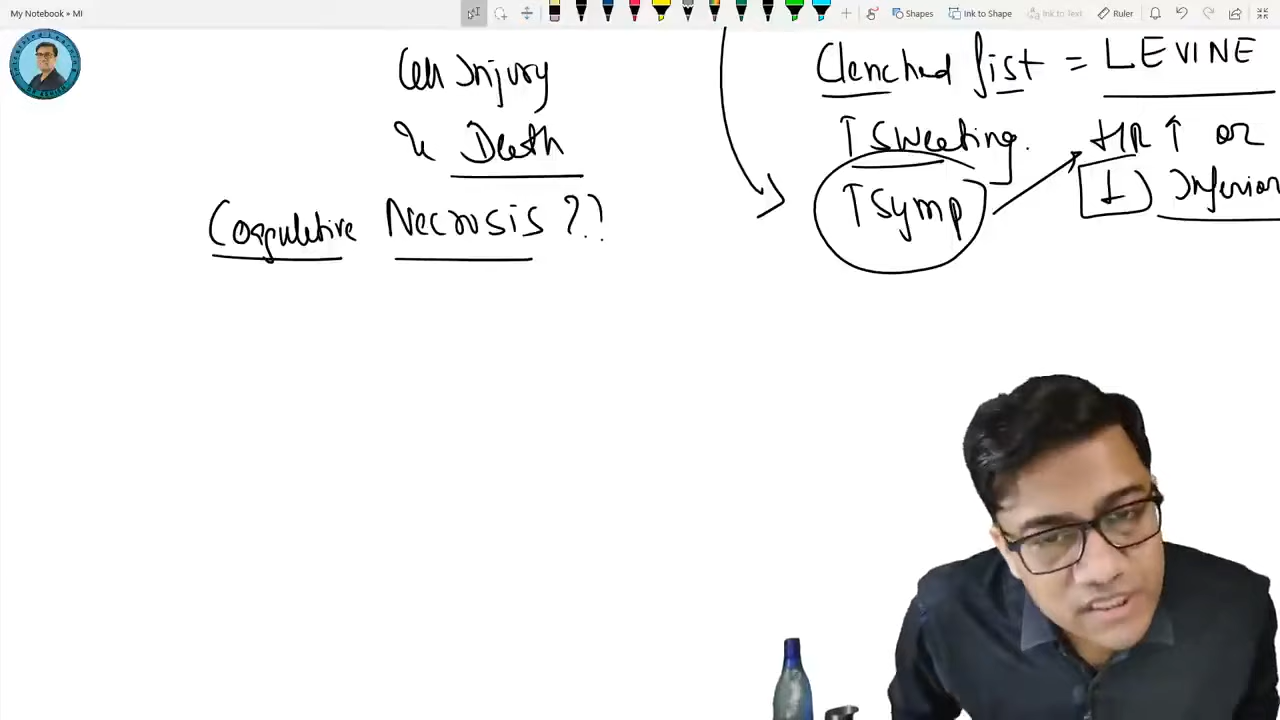 My Notebook » MI
Shapes
Ink to Shape
Ink to Text
Ruler
Cell Injury
& Death
Coagulative Necrosis ??
Clenched fist = LEVINE
↑ Sweating.
↑ Symp
HR ↑ or
↓ Inferior